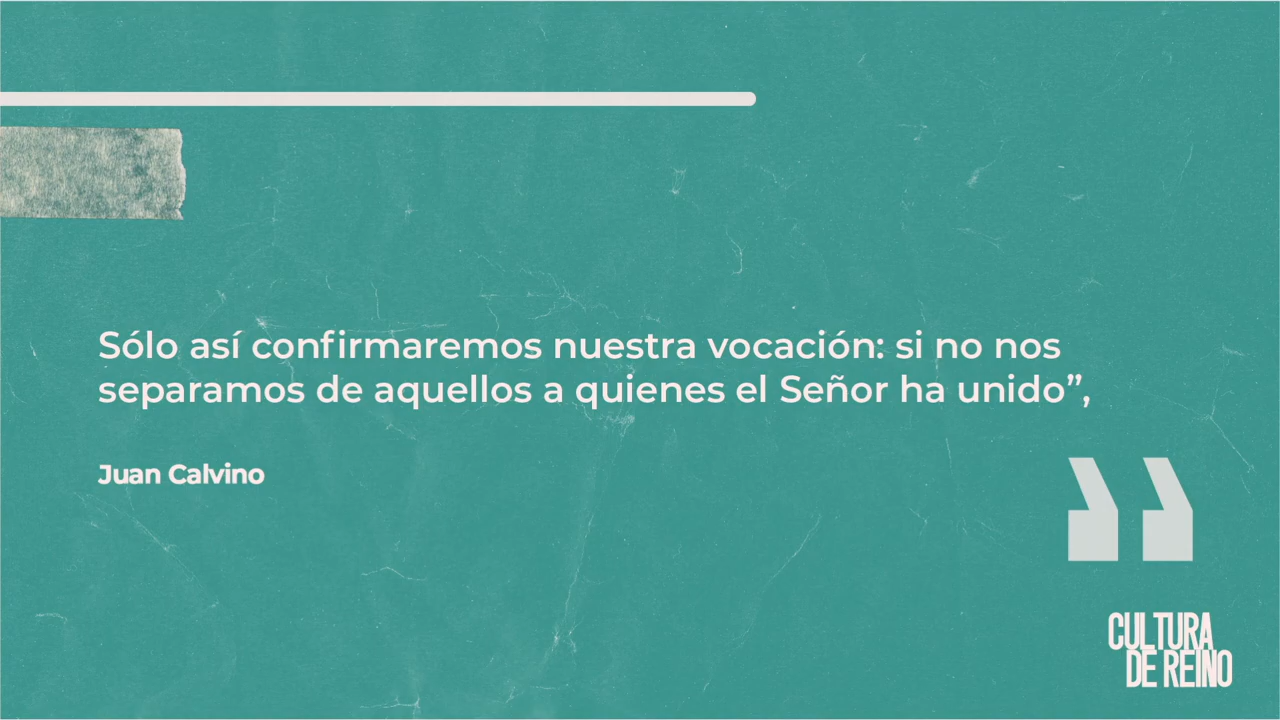 Sólo así confirmaremos nuestra vocación: si no nos
separamos de aquellos a quienes el Señor ha unido”,
Juan Calvino
CULTURA
DE REINO